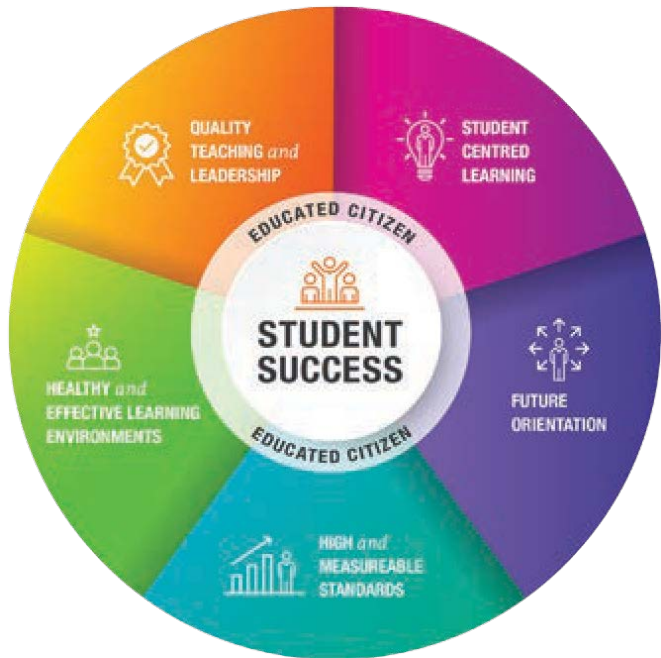 QUALITY
TEACHING and
LEADERSHIP
STUDENT
CENTRED
LEARNING
EDUCATED CITIZEN
STUDENT
SUCCESS
EDUCATED CITIZEN
HEALTHY and
EFFECTIVE LEARNING
ENVIRONMENTS
FUTURE
ORIENTATION
HIGH and
MEASUREABLE
STANDARDS